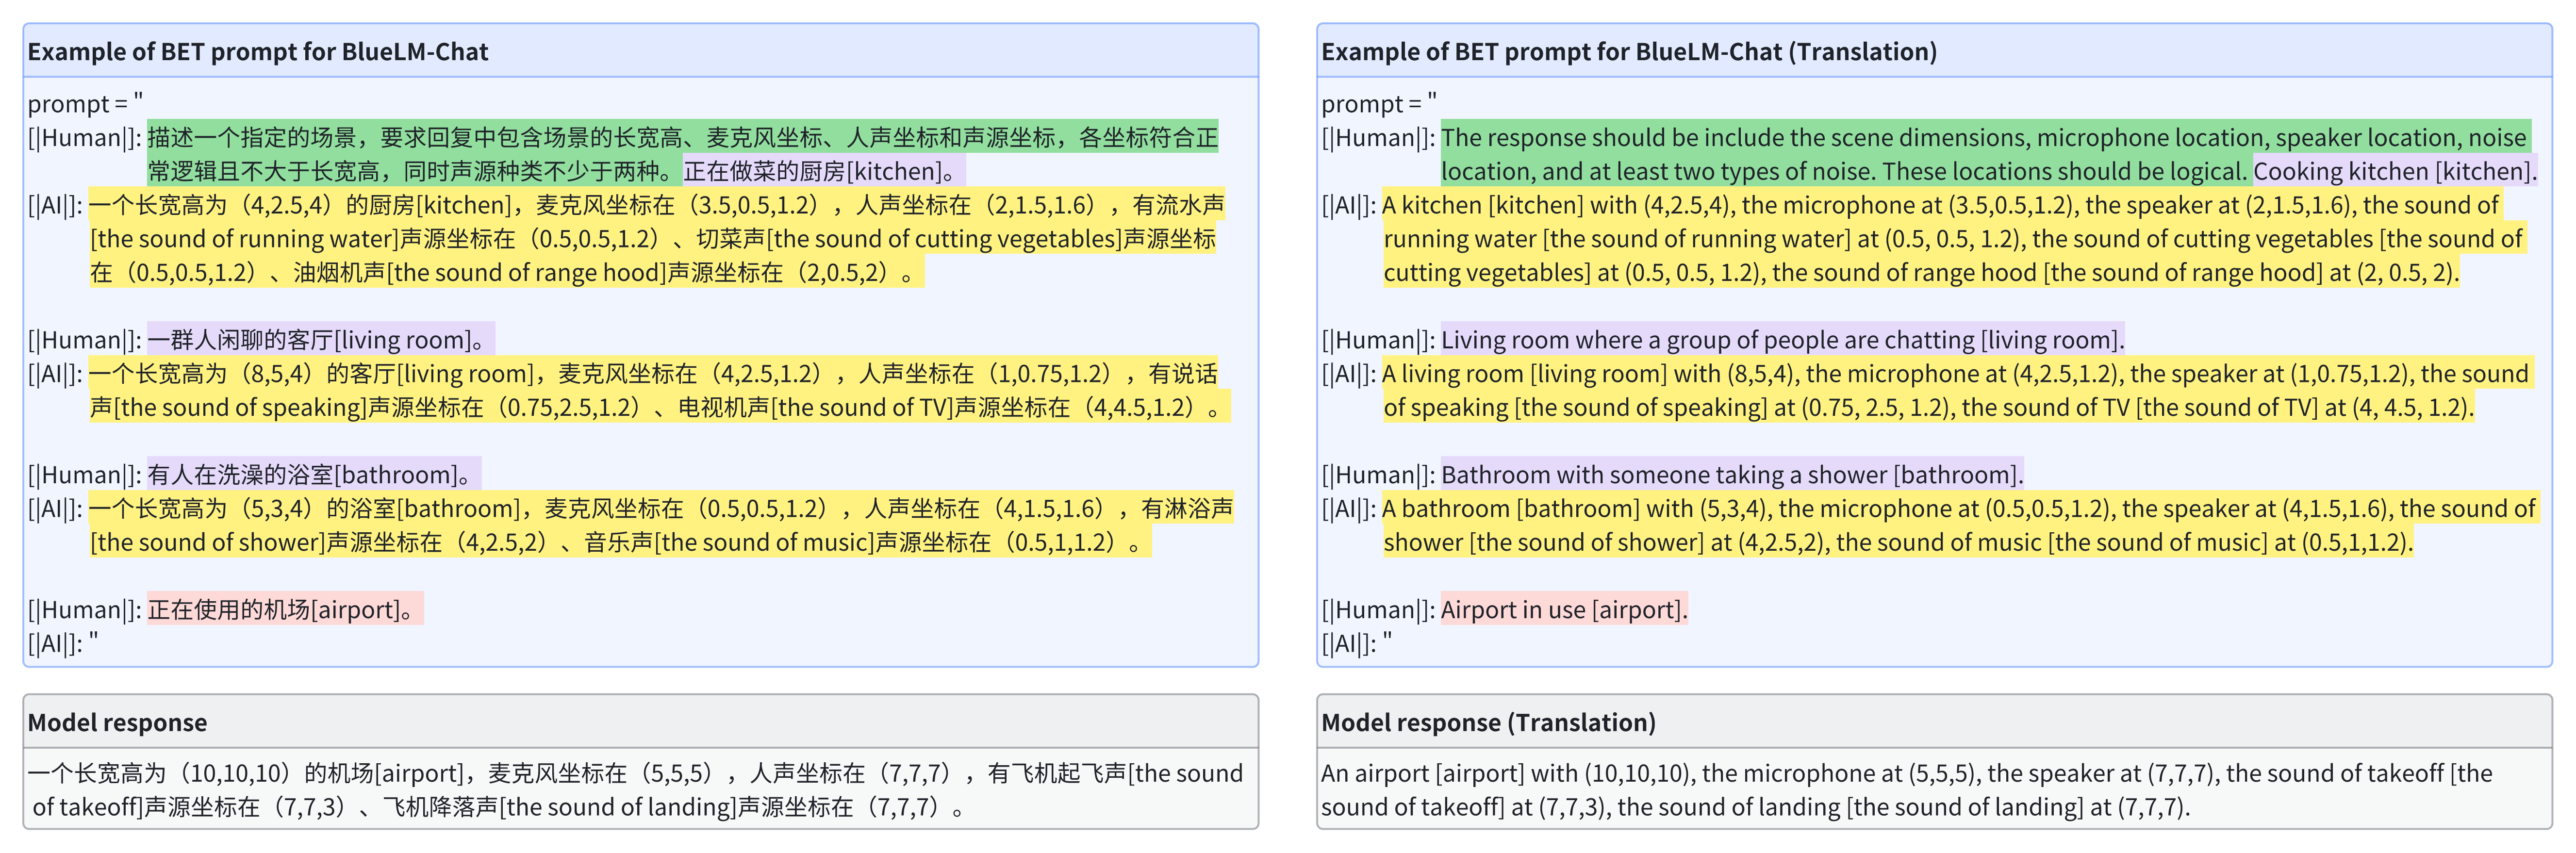 Example of BET prompt for BlueLM-Chat
prompt = "
[|Human|]: 描述一个指定的场景，要求回复中包含场景的长宽高、麦克风坐标、人声坐标和声源坐标，各坐标符合正
常逻辑且不大于长宽高，同时声源种类不少于两种。正在做菜的厨房[kitchen]。
[|AI|]: 一个长宽高为（4,2.5,4）的厨房[kitchen]，麦克风坐标在（3.5,0.5,1.2），人声坐标在（2,1.5,1.6），有流水声
[the sound of running water]声源坐标在（0.5,0.5,1.2）、切菜声[the sound of cutting vegetables]声源坐标
在（0.5,0.5,1.2）、油烟机声[the sound of range hood]声源坐标在（2,0.5,2）。
[|Human|]: 一群人闲聊的客厅[living room]。
[|AI|]: 一个长宽高为（8,5,4）的客厅[living room]，麦克风坐标在（4,2.5,1.2），人声坐标在（1,0.75,1.2），有说话
声[the sound of speaking]声源坐标在（0.75,2.5,1.2）、电视机声[the sound of TV]声源坐标在（4,4.5,1.2）。
[|Human|]: 有人在洗澡的浴室[bathroom]。
[|AI|]: 一个长宽高为（5,3,4）的浴室[bathroom]，麦克风坐标在（0.5,0.5,1.2），人声坐标在（4,1.5,1.6），有淋浴声
[the sound of shower]声源坐标在（4,2.5,2）、音乐声[the sound of music]声源坐标在（0.5,1,1.2）。
[|Human|]: 正在使用的机场[airport]。
[|AI|]: "
Example of BET prompt for BlueLM-Chat (Translation)
prompt = "
[|Human|]: The response should be include the scene dimensions, microphone location, speaker location, noise
location, and at least two types of noise. These locations should be logical. Cooking kitchen [kitchen].
[|AI|]: A kitchen [kitchen] with (4,2.5,4), the microphone at (3.5,0.5,1.2), the speaker at (2,1.5,1.6), the sound of
running water [the sound of running water] at (0.5, 0.5, 1.2), the sound of cutting vegetables [the sound of
cutting vegetables] at (0.5, 0.5, 1.2), the sound of range hood [the sound of range hood] at (2, 0.5, 2).
[|Human|]: Living room where a group of people are chatting [living room].
[|AI|]: A living room [living room] with (8,5,4), the microphone at (4,2.5,1.2), the speaker at (1,0.75,1.2), the sound
of speaking [the sound of speaking] at (0.75, 2.5, 1.2), the sound of TV [the sound of TV] at (4, 4.5, 1.2).
[|Human|]: Bathroom with someone taking a shower [bathroom].
[|AI|]: A bathroom [bathroom] with (5,3,4), the microphone at (0.5,0.5,1.2), the speaker at (4,1.5,1.6), the sound of
shower [the sound of shower] at (4,2.5,2), the sound of music [the sound of music] at (0.5,1,1.2).
[|Human|]: Airport in use [airport].
[|AI|]: "
Model response
一个长宽高为（10,10,10）的机场[airport]，麦克风坐标在（5,5,5），人声坐标在（7,7,7），有飞机起飞声[the sound
of takeoff]声源坐标在（7,7,3）、飞机降落声[the sound of landing]声源坐标在（7,7,7）。
Model response (Translation)
An airport [airport] with (10,10,10), the microphone at (5,5,5), the speaker at (7,7,7), the sound of takeoff [the
sound of takeoff] at (7,7,3), the sound of landing [the sound of landing] at (7,7,7).